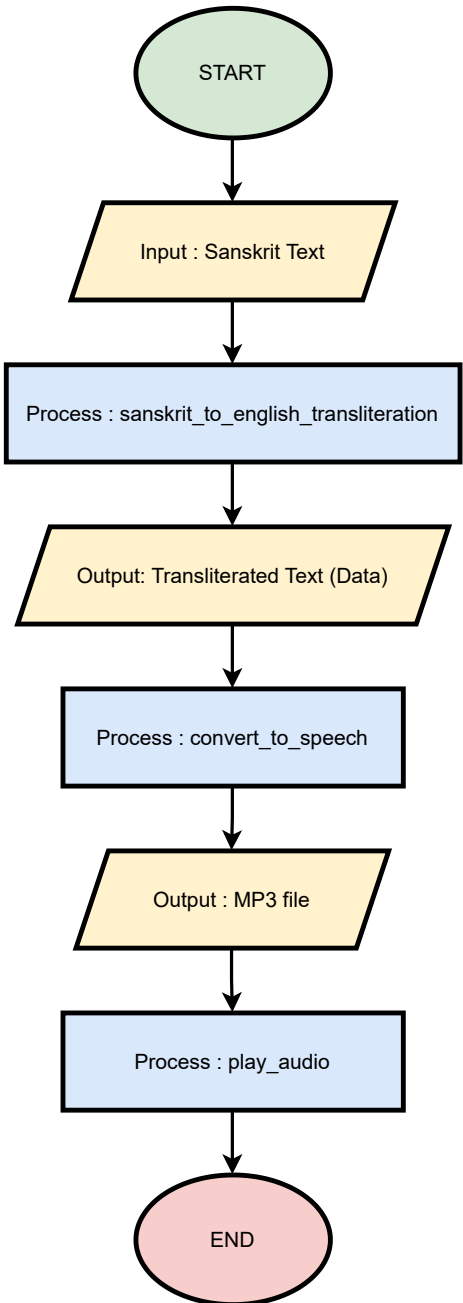 START
Input : Sanskrit Text
Process : sanskrit_to_english_transliteration
Output: Transliterated Text (Data)
Process : convert_to_speech
Output : MP3 file
Process : play_audio
END